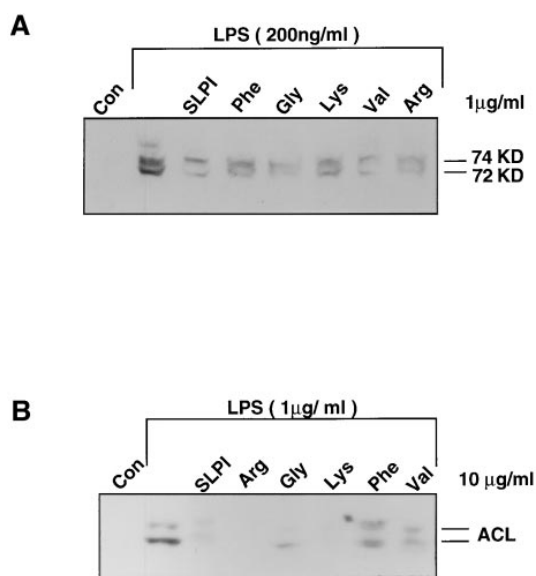 A
LPS ( 200ng/ml )
Con SLPI Phe Gly Lys Val Arg 1µg/ml
74 KD
72 KD
B
LPS ( 1µg/ ml )
Con SLPI Arg Gly Lys Phe Val 10 µg/ml
ACL